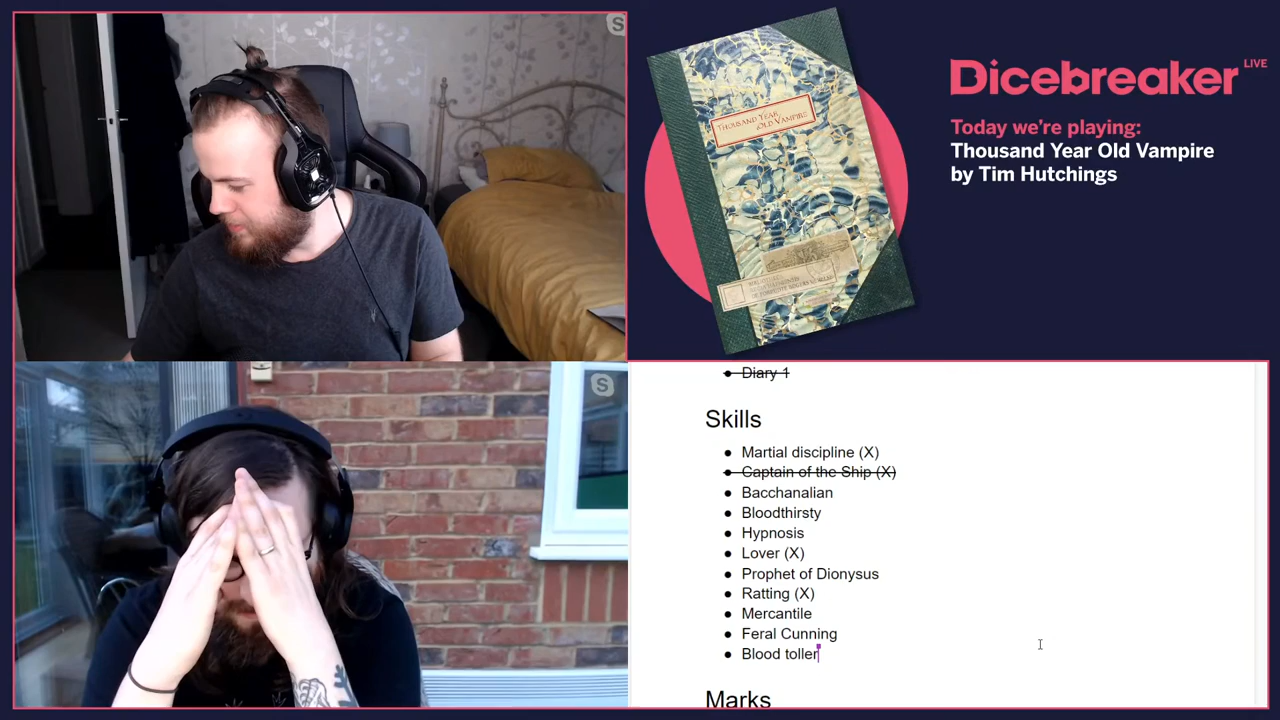 Dicebreaker LIVE
Today we're playing:
Thousand Year Old Vampire
by Tim Hutchings
THOUSAND YEAR
OLD VAMPIRE
Diary 1
Skills
Martial discipline (X)
Captain of the Ship (X)
Bacchanalian
Bloodthirsty
Hypnosis
Lover (X)
Prophet of Dionysus
Ratting (X)
Mercantile
Feral Cunning
Blood toller
Marks